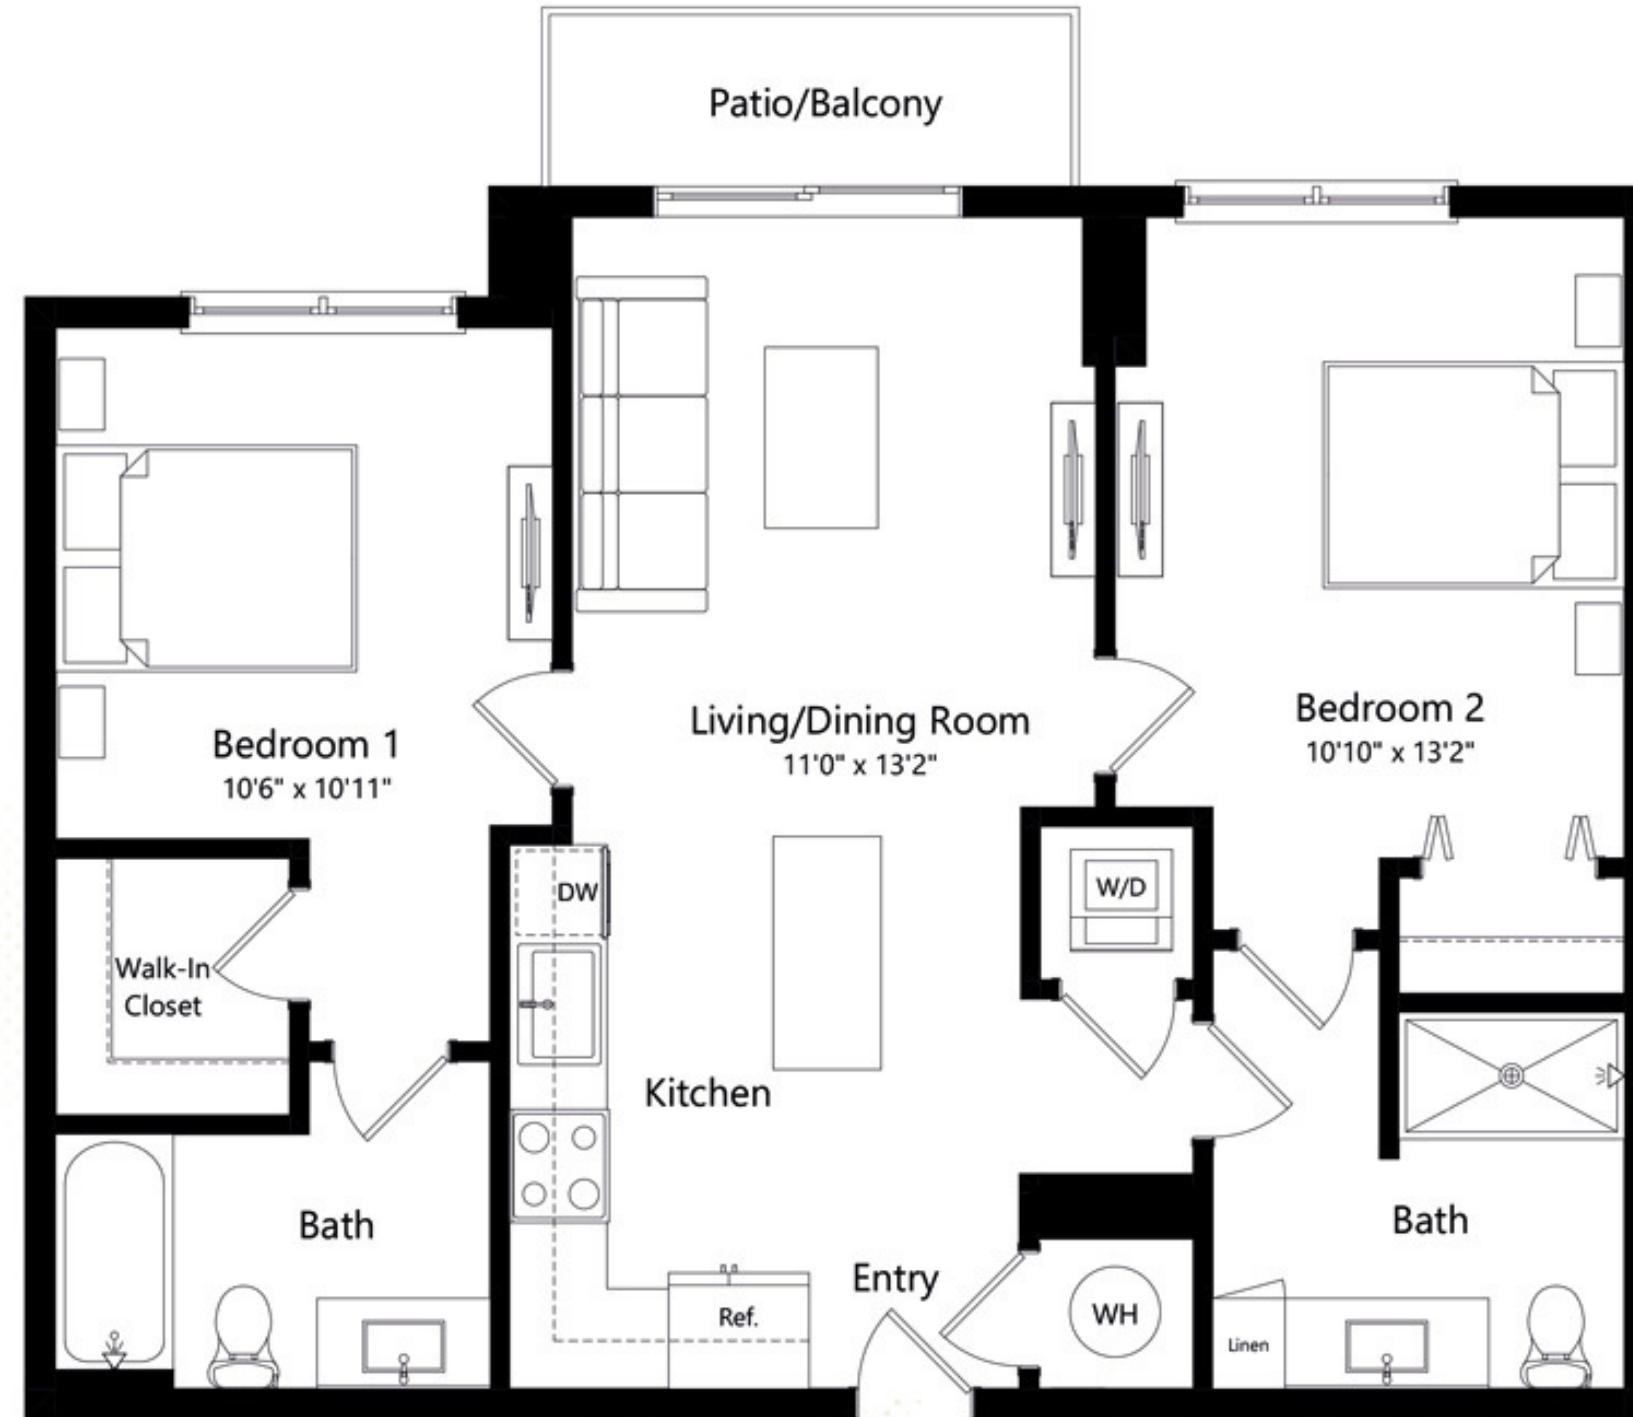 Patio/Balcony
Bedroom 1
10'6" x 10'11"
Living/Dining Room
11'0" x 13'2"
Bedroom 2
10'10" x 13'2"
DW
W/D
Walk-In
Closet
Kitchen
Bath
Bath
Entry
Ref.
WH
Linen